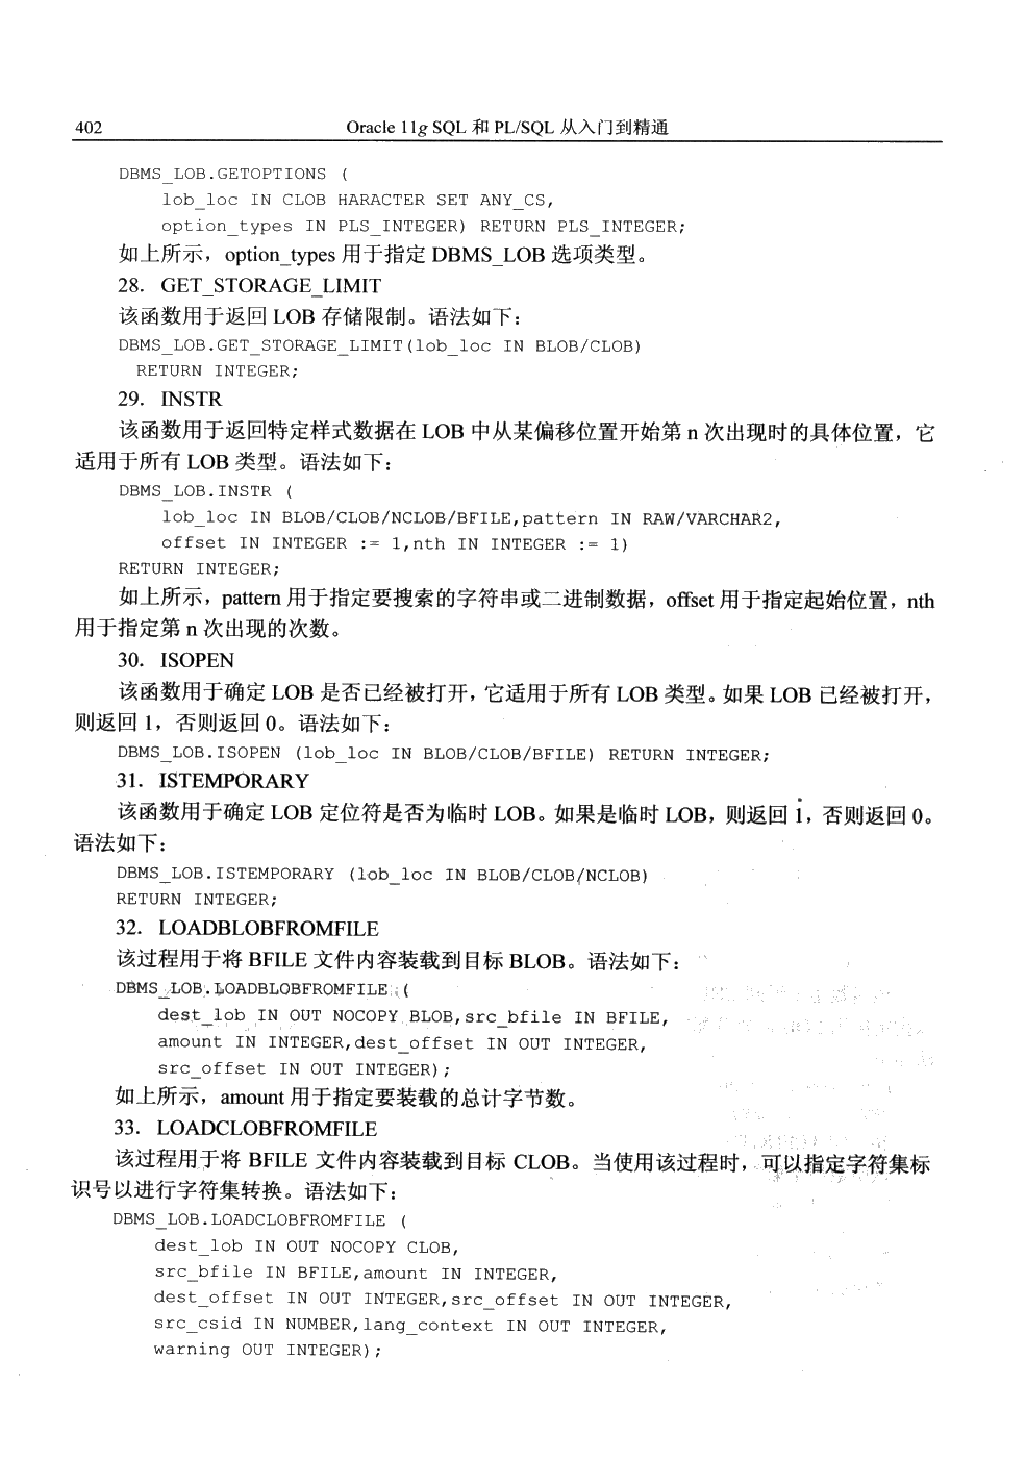 402
Oracle 11g SQL 和 PL/SQL 从入门到精通
DBMS_LOB.GETOPTIONS (
lob_loc IN CLOB HARACTER SET ANY_CS,
option_types IN PLS_INTEGER) RETURN PLS_INTEGER;
如上所示，option_types 用于指定 DBMS_LOB 选项类型。
28．GET_STORAGE_LIMIT
该函数用于返回 LOB 存储限制。语法如下：
DBMS_LOB.GET_STORAGE_LIMIT(lob_loc IN BLOB/CLOB)
RETURN INTEGER;
29．INSTR
该函数用于返回特定样式数据在 LOB 中从某偏移位置开始第 n 次出现时的具体位置，它
适用于所有 LOB 类型。语法如下：
DBMS_LOB.INSTR (
lob_loc IN BLOB/CLOB/NCLOB/BFILE,pattern IN RAW/VARCHAR2,
offset IN INTEGER := 1,nth IN INTEGER := 1)
RETURN INTEGER;
如上所示，pattern 用于指定要搜索的字符串或二进制数据，offset 用于指定起始位置，nth
用于指定第 n 次出现的次数。
30．ISOPEN
该函数用于确定 LOB 是否已经被打开，它适用于所有 LOB 类型。如果 LOB 已经被打开，
则返回 1，否则返回 0。语法如下：
DBMS_LOB.ISOPEN (lob_loc IN BLOB/CLOB/BFILE) RETURN INTEGER;
31．ISTEMPORARY
该函数用于确定 LOB 定位符是否为临时 LOB。如果是临时 LOB，则返回 1，否则返回 0。
语法如下：
DBMS_LOB.ISTEMPORARY (lob_loc IN BLOB/CLOB/NCLOB)
RETURN INTEGER;
32．LOADBLOBFROMFILE
该过程用于将 BFILE 文件内容装载到目标 BLOB。语法如下：
DBMS_LOB.LOADBLOBFROMFILE (
dest_lob IN OUT NOCOPY BLOB,src_bfile IN BFILE,
amount IN INTEGER,dest_offset IN OUT INTEGER,
src_offset IN OUT INTEGER);
如上所示，amount 用于指定要装载的总计字节数。
33．LOADCLOBFROMFILE
该过程用于将 BFILE 文件内容装载到目标 CLOB。当使用该过程时，可以指定字符集标
识号以进行字符集转换。语法如下：
DBMS_LOB.LOADCLOBFROMFILE (
dest_lob IN OUT NOCOPY CLOB,
src_bfile IN BFILE,amount IN INTEGER,
dest_offset IN OUT INTEGER,src_offset IN OUT INTEGER,
src_csid IN NUMBER,lang_context IN OUT INTEGER,
warning OUT INTEGER);